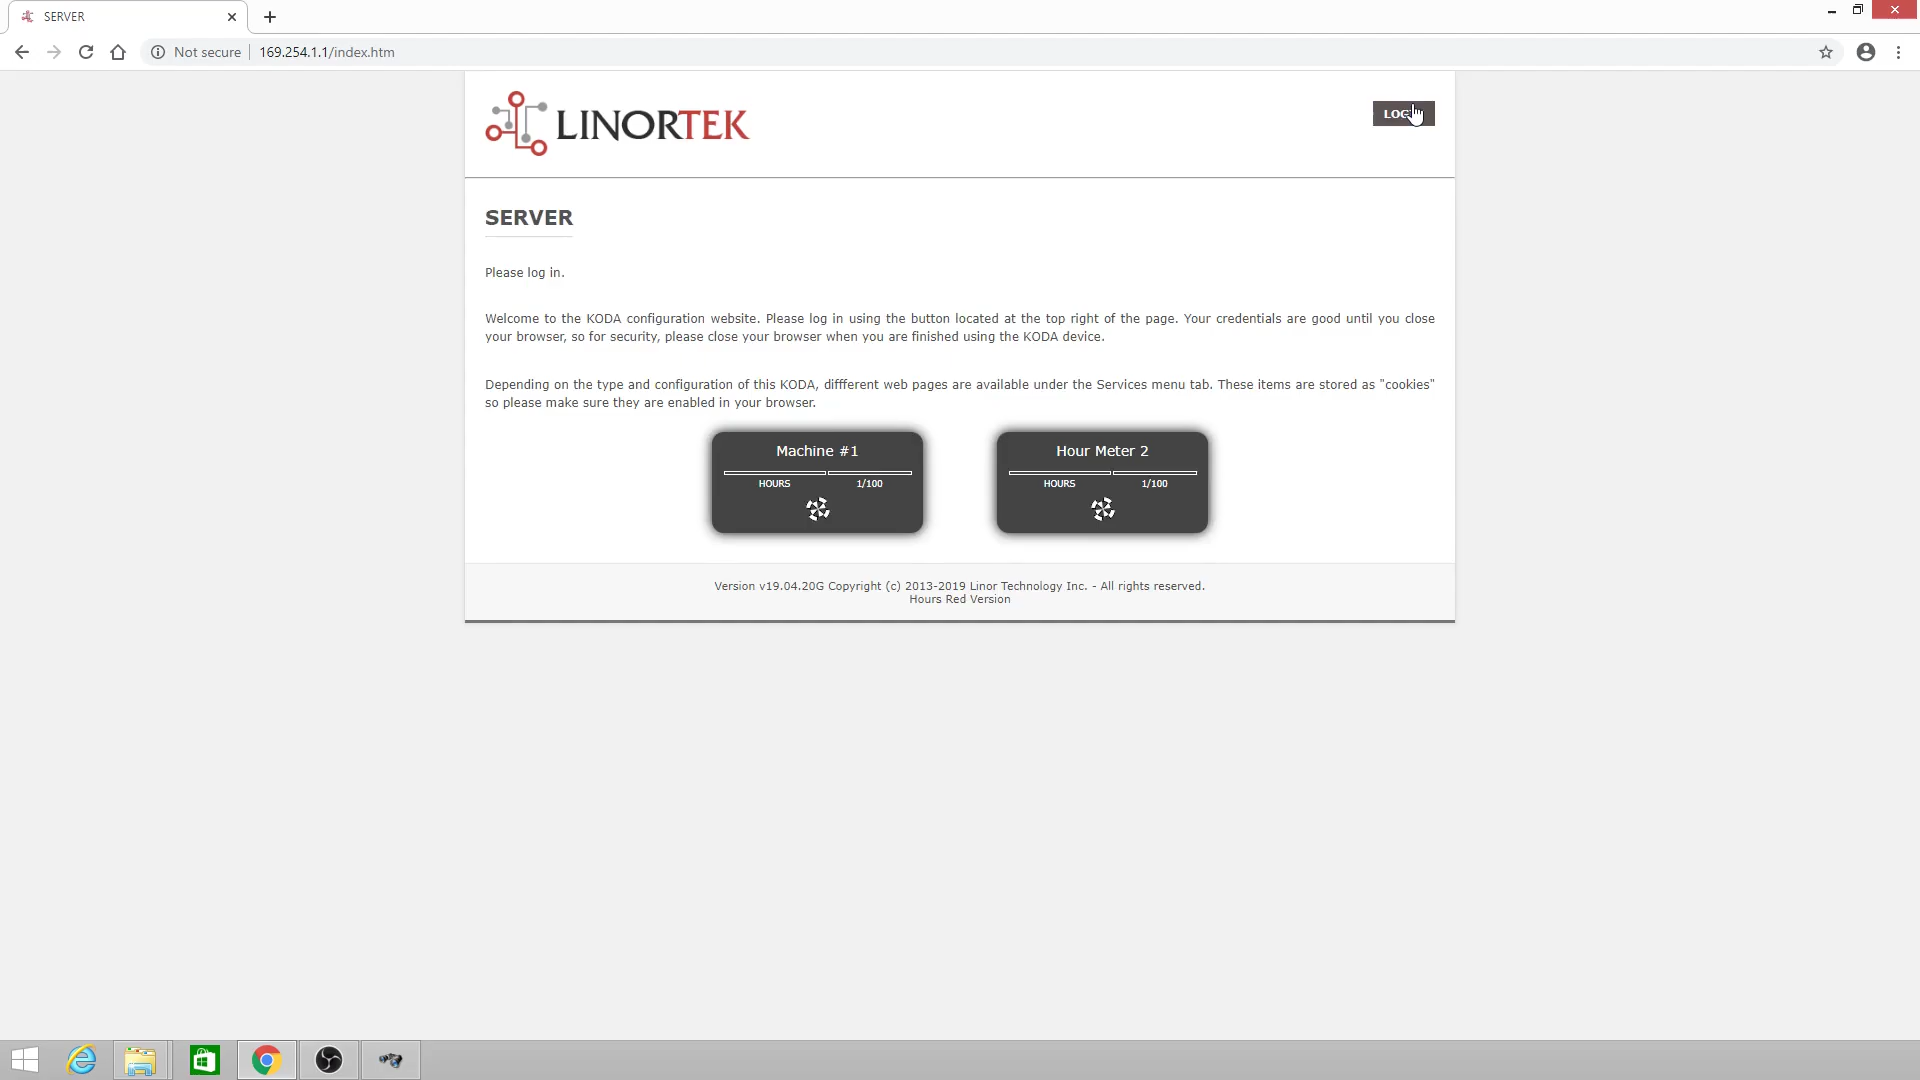 SERVER
Not secure
169.254.1.1/index.htm
LINORTEK
SERVER
Please log in.
Welcome to the KODA configuration website. Please log in using the button located at the top right of the page. Your credentials are good until you close
your browser, so for security, please close your browser when you are finished using the KODA device.
Depending on the type and configuration of this KODA, diffferent web pages are available under the Services menu tab. These items are stored as "cookies"
so please make sure they are enabled in your browser.
Machine #1
HOURS 1/100
Hour Meter 2
HOURS 1/100
Version v19.04.20G Copyright (c) 2013-2019 Linor Technology Inc. - All rights reserved.
Hours Red Version